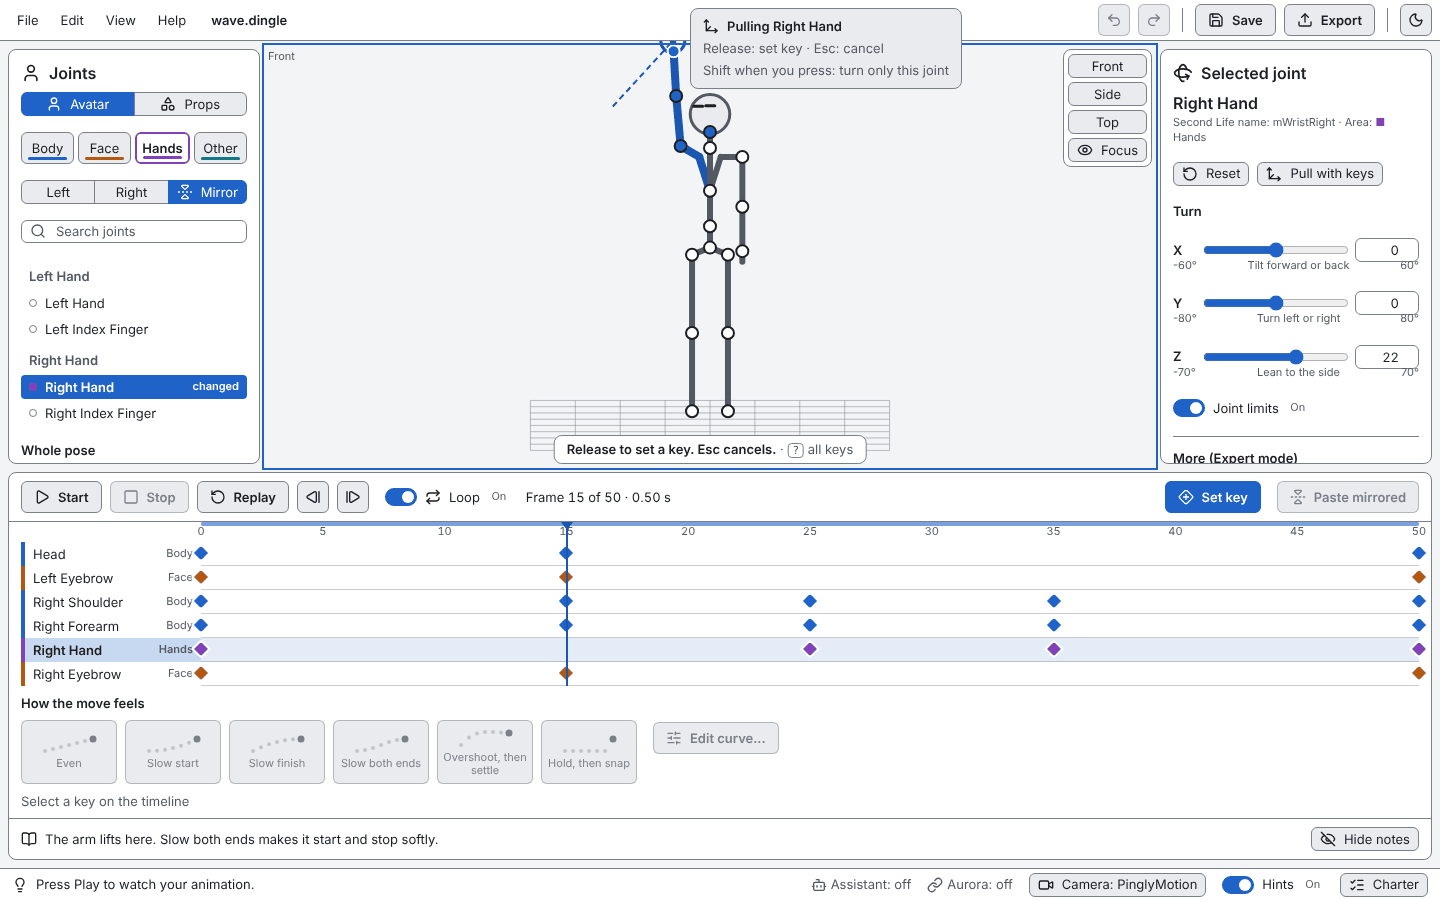 File Edit View Help wave.dingle
Save Export
Pulling Right Hand
Release: set key · Esc: cancel
Shift when you press: turn only this joint
Joints
Avatar Props
Body Face Hands Other
Left Right Mirror
Search joints
Left Hand
Left Hand
Left Index Finger
Right Hand
Right Hand changed
Right Index Finger
Whole pose
Front
Front
Side
Top
Focus
Release to set a key. Esc cancels. · ? all keys
Selected joint
Right Hand
Second Life name: mWristRight · Area:
Hands
Reset Pull with keys
Turn
X 0
-60° Tilt forward or back 60°
Y 0
-80° Turn left or right 80°
Z 22
-70° Lean to the side 70°
Joint limits On
More (Expert mode)
Start Stop Replay Loop On Frame 15 of 50 · 0.50 s
Set key Paste mirrored
0 5 10 15 20 25 30 35 40 45 50
Head Body
Left Eyebrow Face
Right Shoulder Body
Right Forearm Body
Right Hand Hands
Right Eyebrow Face
How the move feels
Even
Slow start
Slow finish
Slow both ends
Overshoot, then
settle
Hold, then snap
Edit curve...
Select a key on the timeline
The arm lifts here. Slow both ends makes it start and stop softly.
Hide notes
Press Play to watch your animation.
Assistant: off Aurora: off Camera: PinglyMotion Hints On Charter